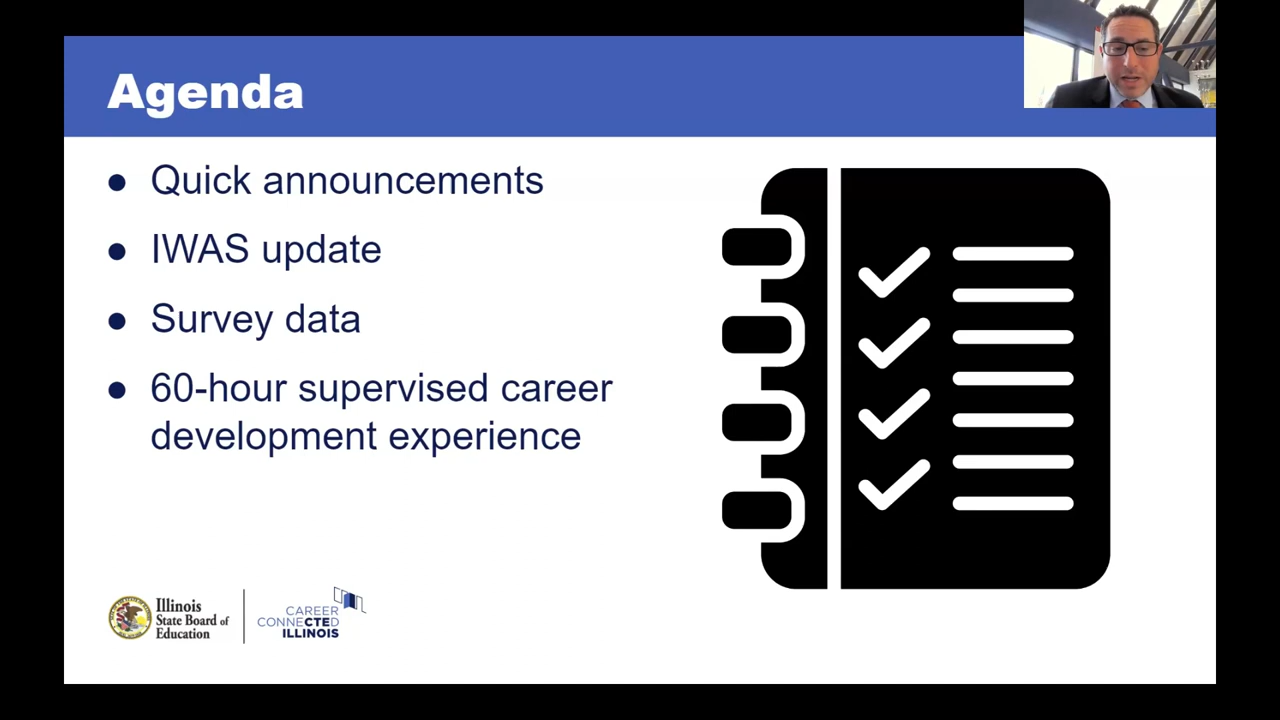 Agenda
● Quick announcements
● IWAS update
● Survey data
● 60-hour supervised career
development experience
Illinois
State Board of
Education
CAREER
CONNECTED
ILLINOIS